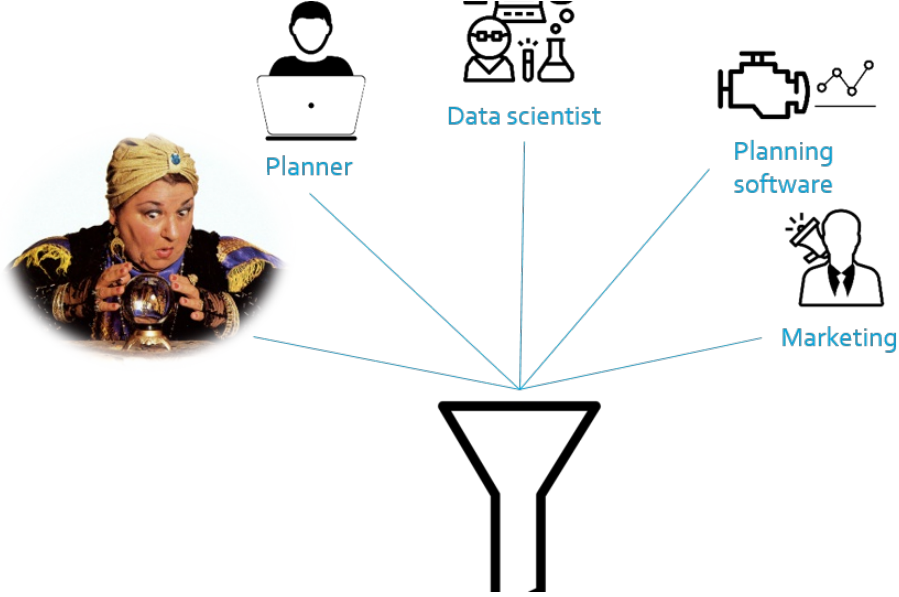 Data scientist
Planner
Planning
software
Marketing